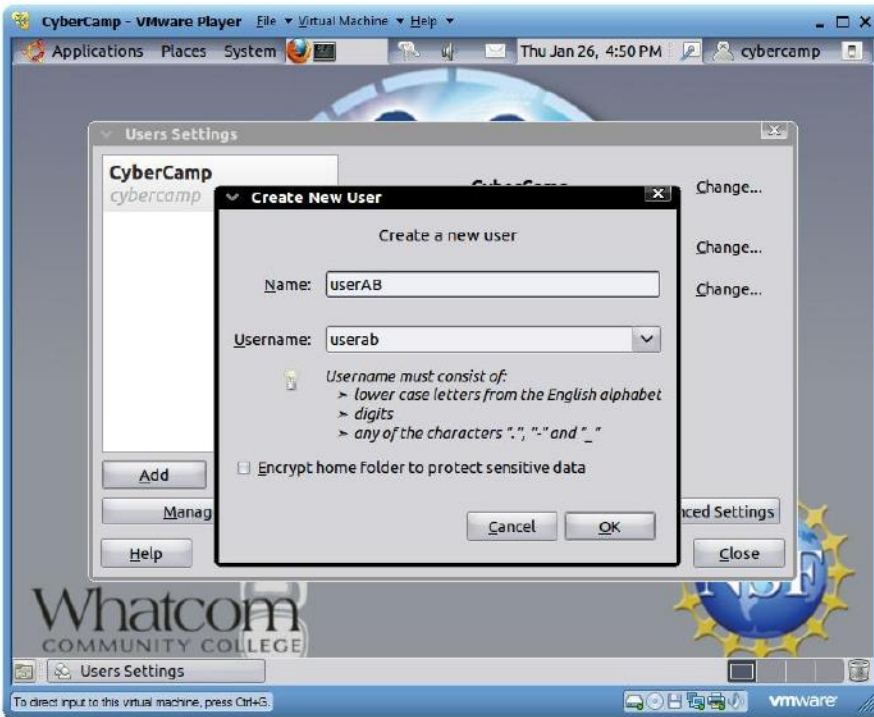 CyberCamp - VMware Player File Virtual Machine Help
Applications Places System Thu Jan 26, 4:50 PM cybercamp
Users Settings
CyberCamp
cybercamp
CyberCamp
Change...
Change...
Change...
Create New User
Create a new user
Name: userAB
Username: userab
Username must consist of:
➢ lower case letters from the English alphabet
➢ digits
➢ any of the characters ".", "-" and "_"
Encrypt home folder to protect sensitive data
Cancel OK
Add
Manag
nced Settings
Help
Close
Whatcom
COMMUNITY COLLEGE
NSF
Users Settings
To direct input to this virtual machine, press Ctrl+G.
vmware